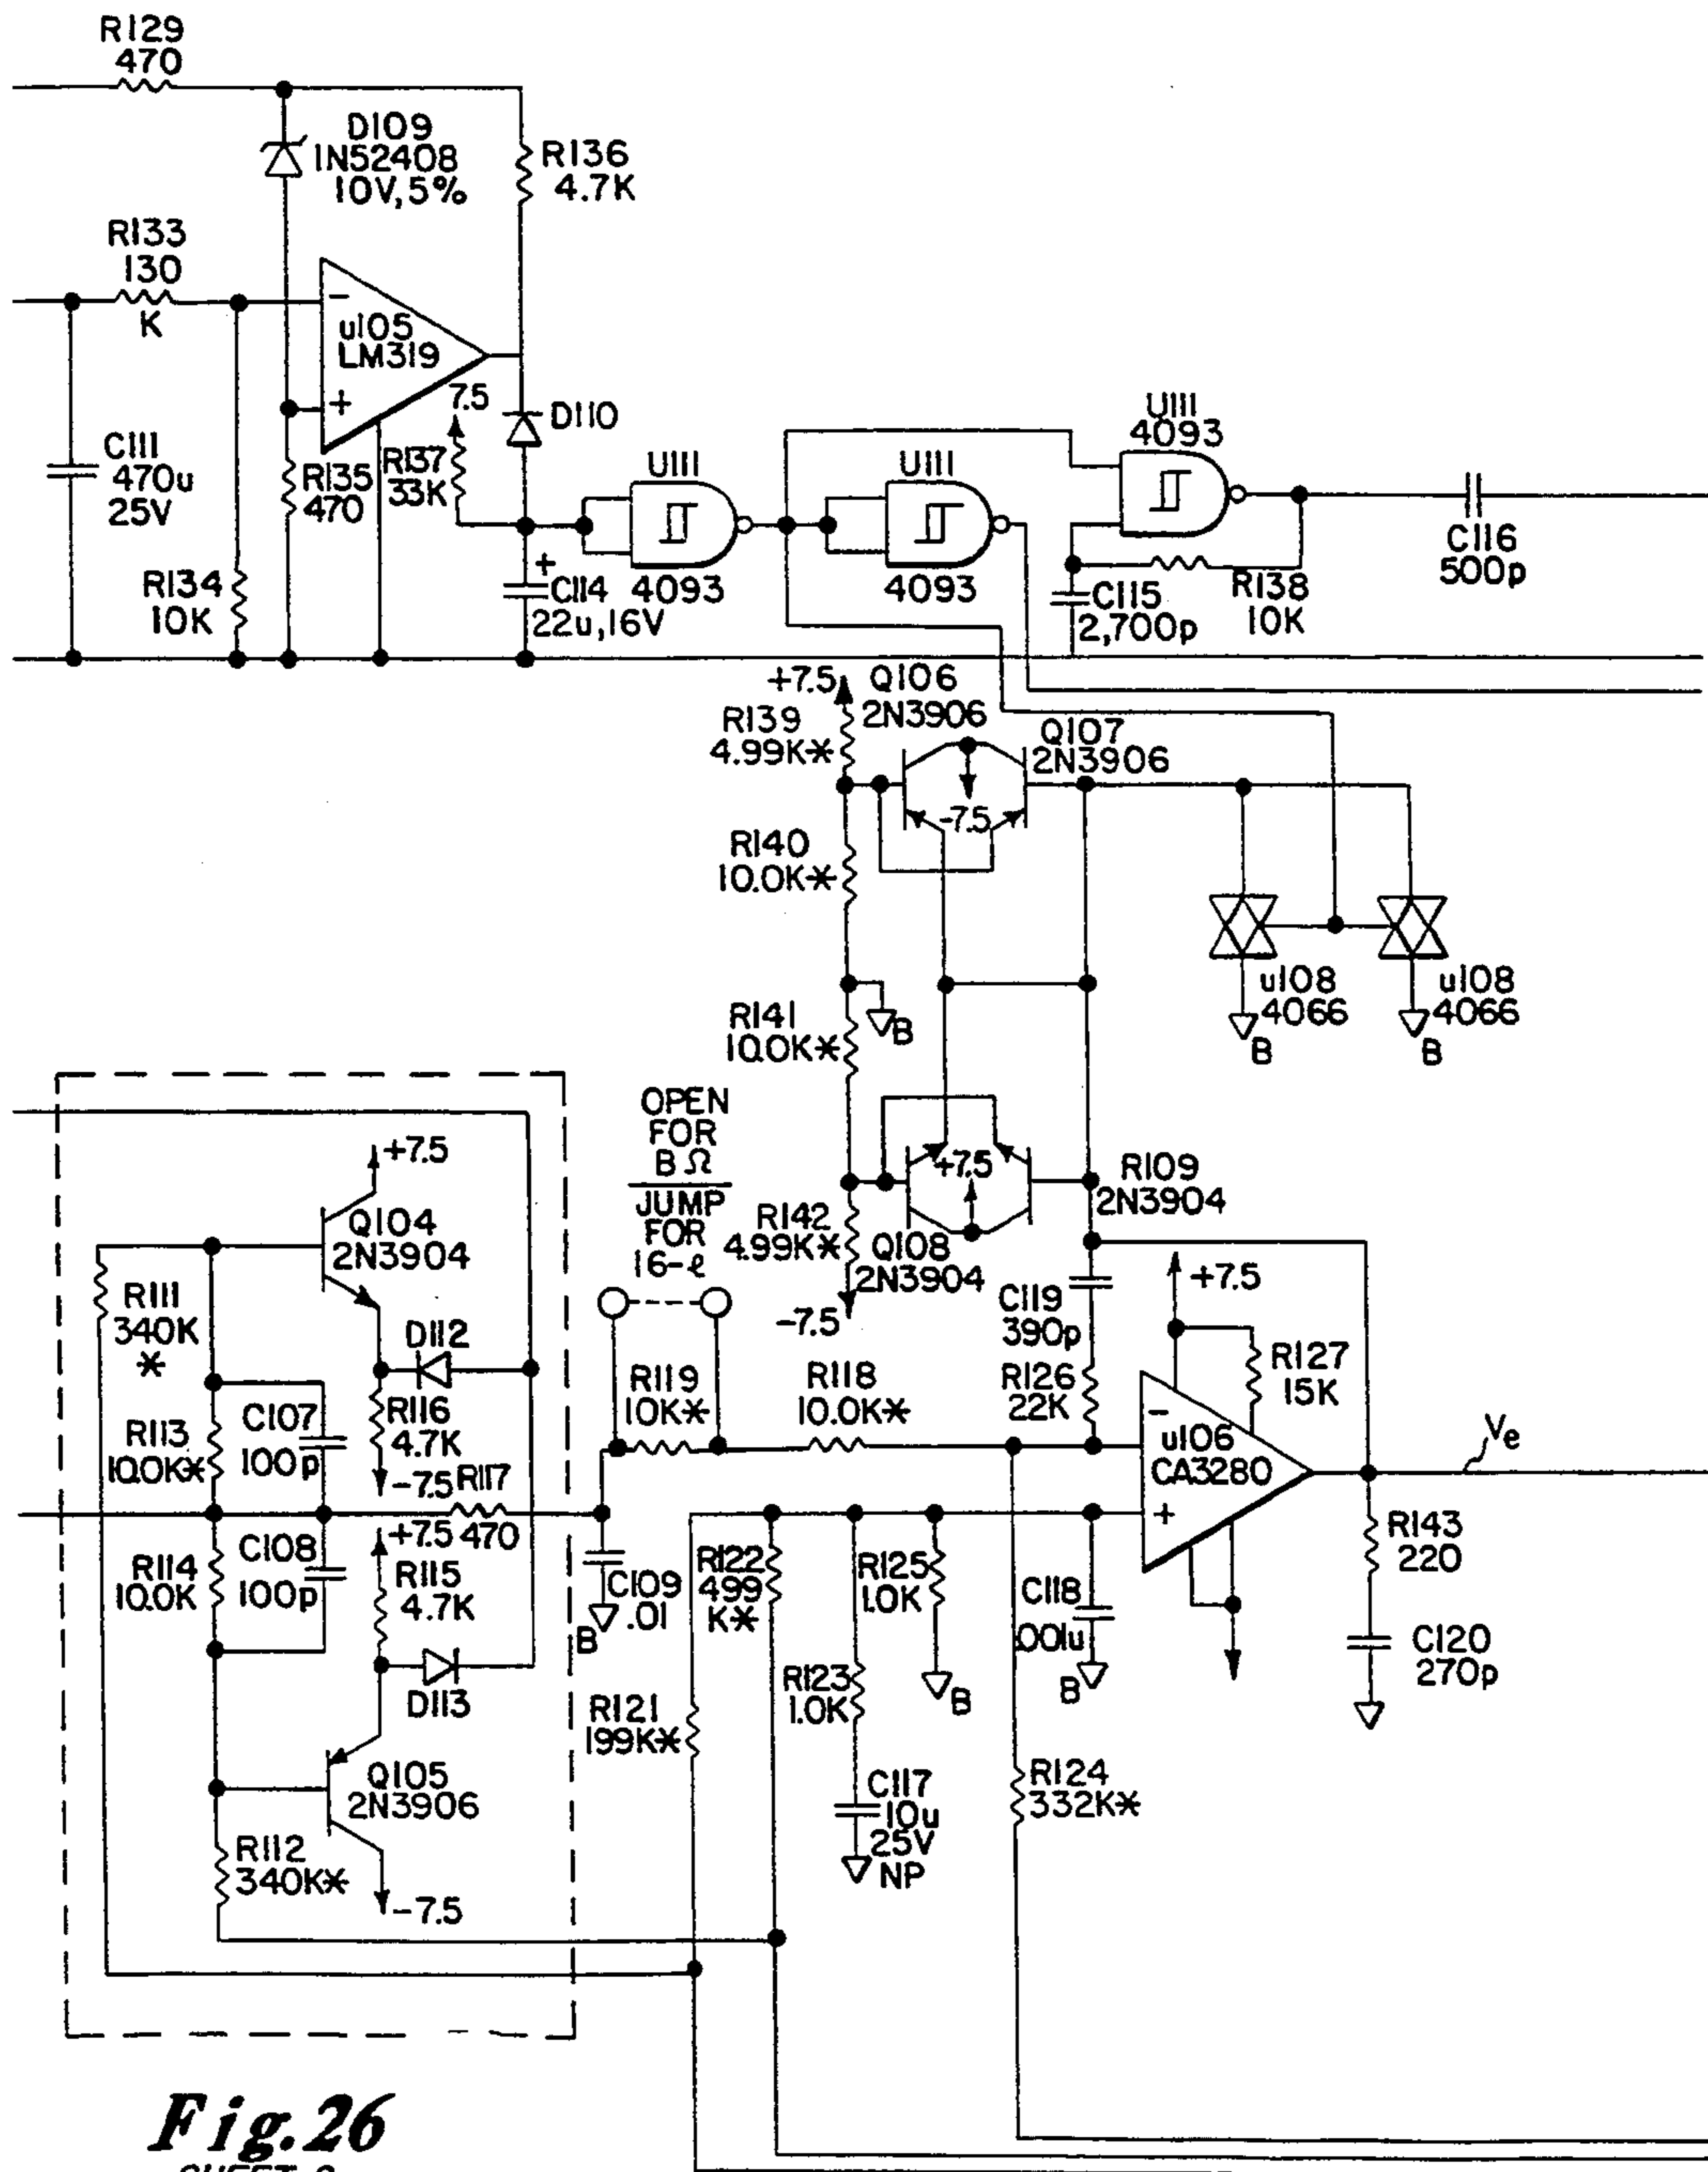 R129
470
D109
1N52408
10V,5%
R136
4.7K
R133
130
K
-
u105
LM319
+
7.5
D110
C111
470u
25V
R135
470
R137
33K
U111
U111
U111
4093
R134
10K
+
C114
22u,16V
4093
4093
C115
2,700p
R138
10K
C116
500p
+7.5
Q106
2N3906
R139
4.99K*
Q107
2N3906
-7.5
R140
10.0K*
B
R141
10.0K*
u108
4066
B
u108
4066
B
OPEN
FOR
BΩ
JUMP
FOR
16-ℓ
+7.5
Q104
2N3904
+7.5
R109
2N3904
R142
4.99K*
Q108
2N3904
-7.5
R111
340K
*
D112
C119
390p
+7.5
R127
15K
R113
10.0K*
C107
100p
R116
4.7K
-7.5
R119
10K*
R118
10.0K*
R126
22K
-
u106
CA3280
+
Ve
R117
470
+7.5
R114
10.0K
C108
100p
R115
4.7K
C109
.01
B
R122
499
K*
R125
1.0K
B
C118
.001u
B
R143
220
C120
270p
D113
R121
199K*
R123
1.0K
C117
10u
25V
NP
R124
332K*
Q105
2N3906
R112
340K*
-7.5
Fig.26